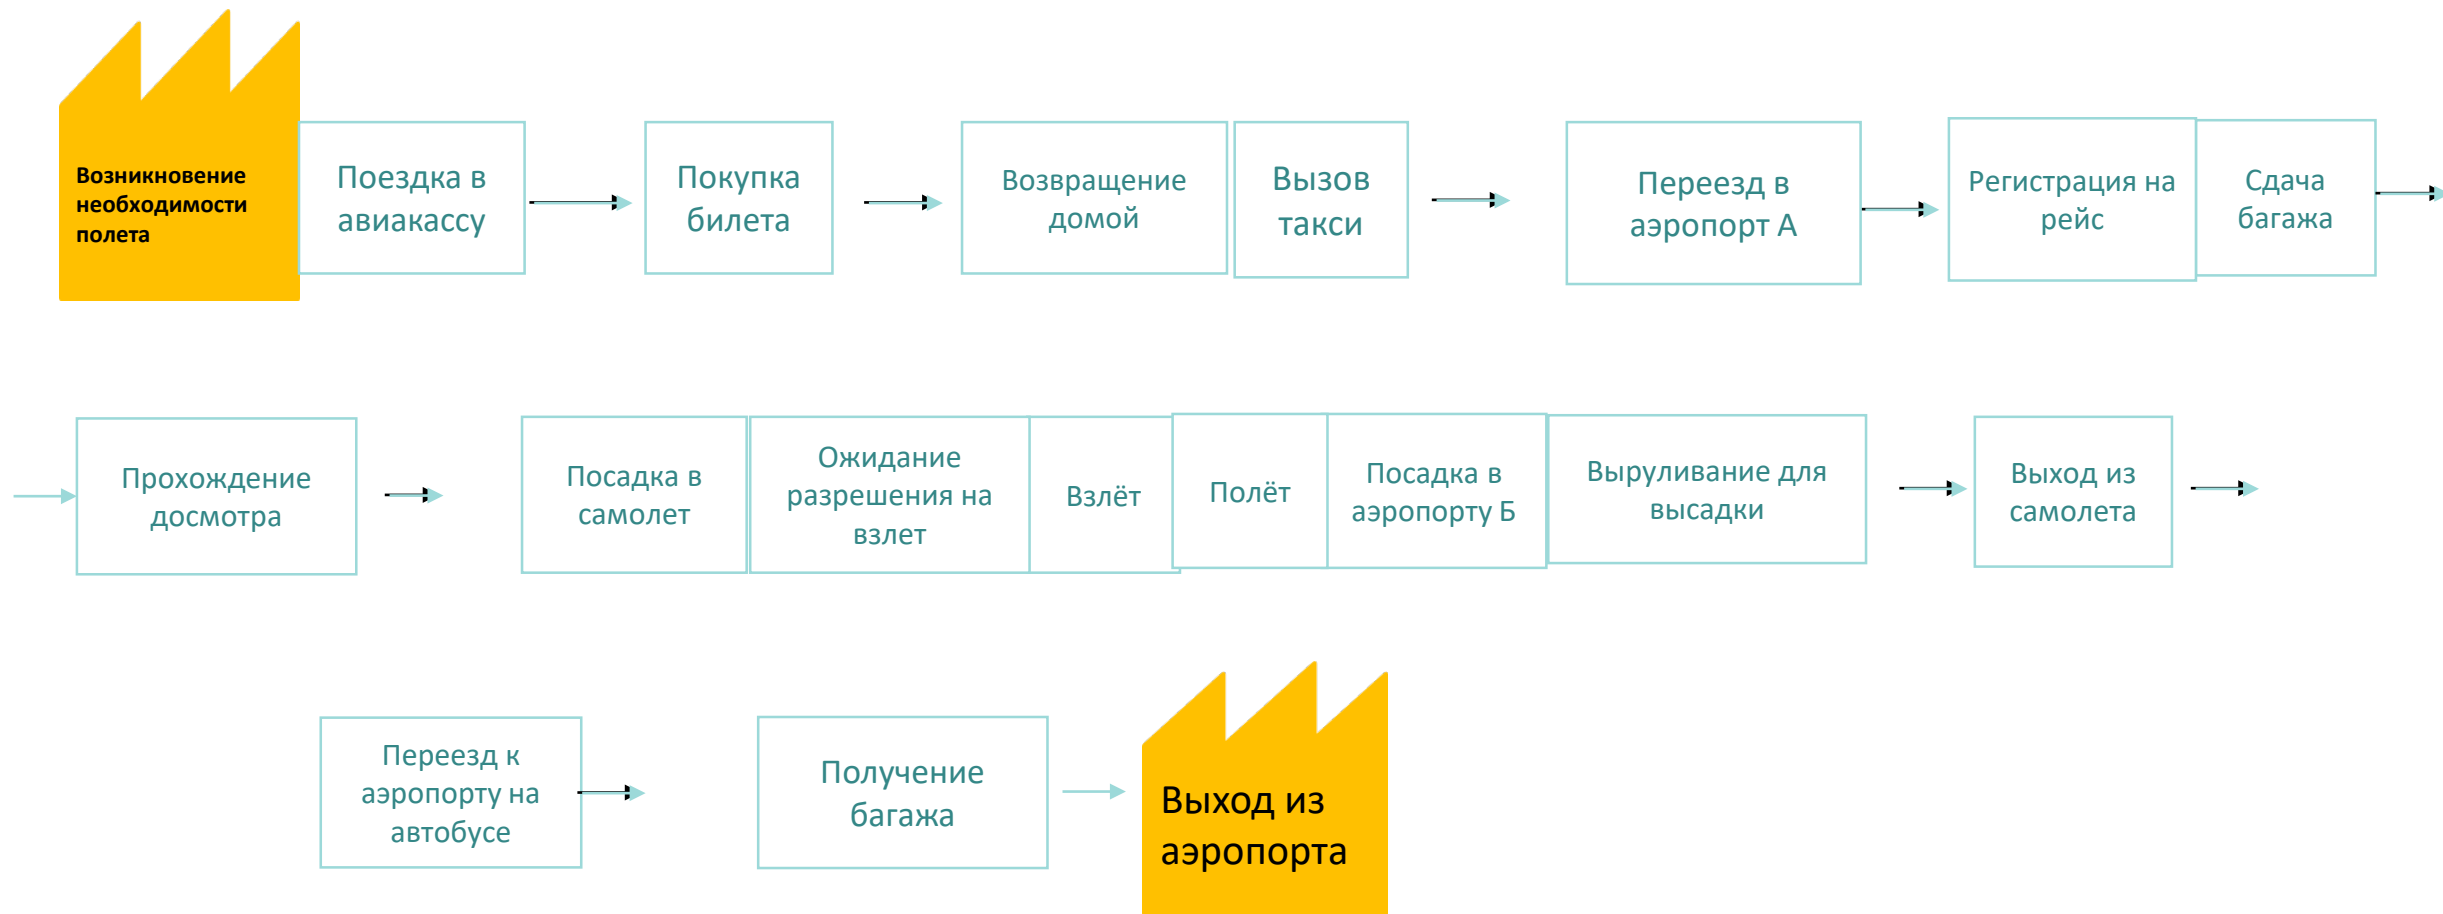 Возникновение
необходимости
полета
Поездка в
авиакассу
Покупка
билета
Возвращение
домой
Вызов
такси
Переезд в
аэропорт А
Регистрация на
рейс
Сдача
багажа
Прохождение
досмотра
Посадка в
самолет
Ожидание
разрешения на
взлет
Взлёт
Полёт
Посадка в
аэропорту Б
Выруливание для
высадки
Выход из
самолета
Переезд к
аэропорту на
автобусе
Получение
багажа
Выход из
аэропорта